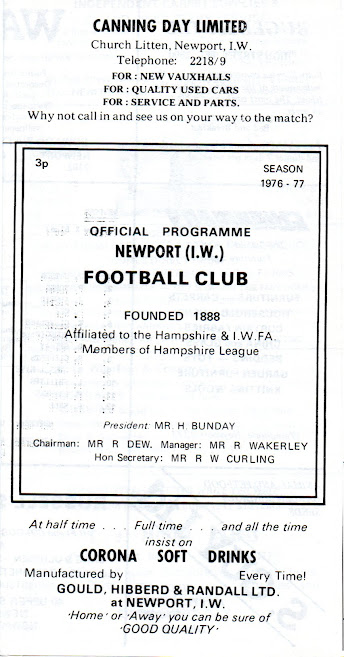 CANNING DAY LIMITED
Church Litten, Newport, I.W.
Telephone: 2218/9
FOR : NEW VAUXHALLS
FOR : QUALITY USED CARS
FOR : SERVICE AND PARTS.
Why not call in and see us on your way to the match?
3p
SEASON
1976 - 77
OFFICIAL PROGRAMME
NEWPORT (I.W.)
FOOTBALL CLUB
FOUNDED 1888
Affiliated to the Hampshire & I.W.FA.
Members of Hampshire League
President: MR. H. BUNDAY
Chairman: MR R DEW. Manager: MR R WAKERLEY
Hon Secretary: MR R W CURLING
At half time . . . Full time . . . and all the time
insist on
CORONA SOFT DRINKS
Manufactured by Every Time!
GOULD, HIBBERD & RANDALL LTD.
at NEWPORT, I.W.
'Home' or 'Away' you can be sure of
'GOOD QUALITY'